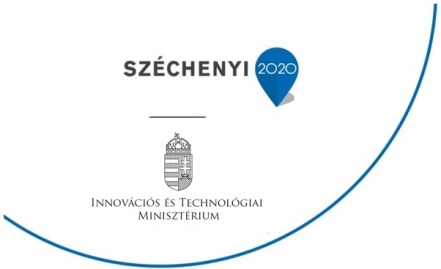 SZÉCHENYI 2020
INNOVÁCIÓS ÉS TECHNOLÓGIAI
MINISZTÉRIUM